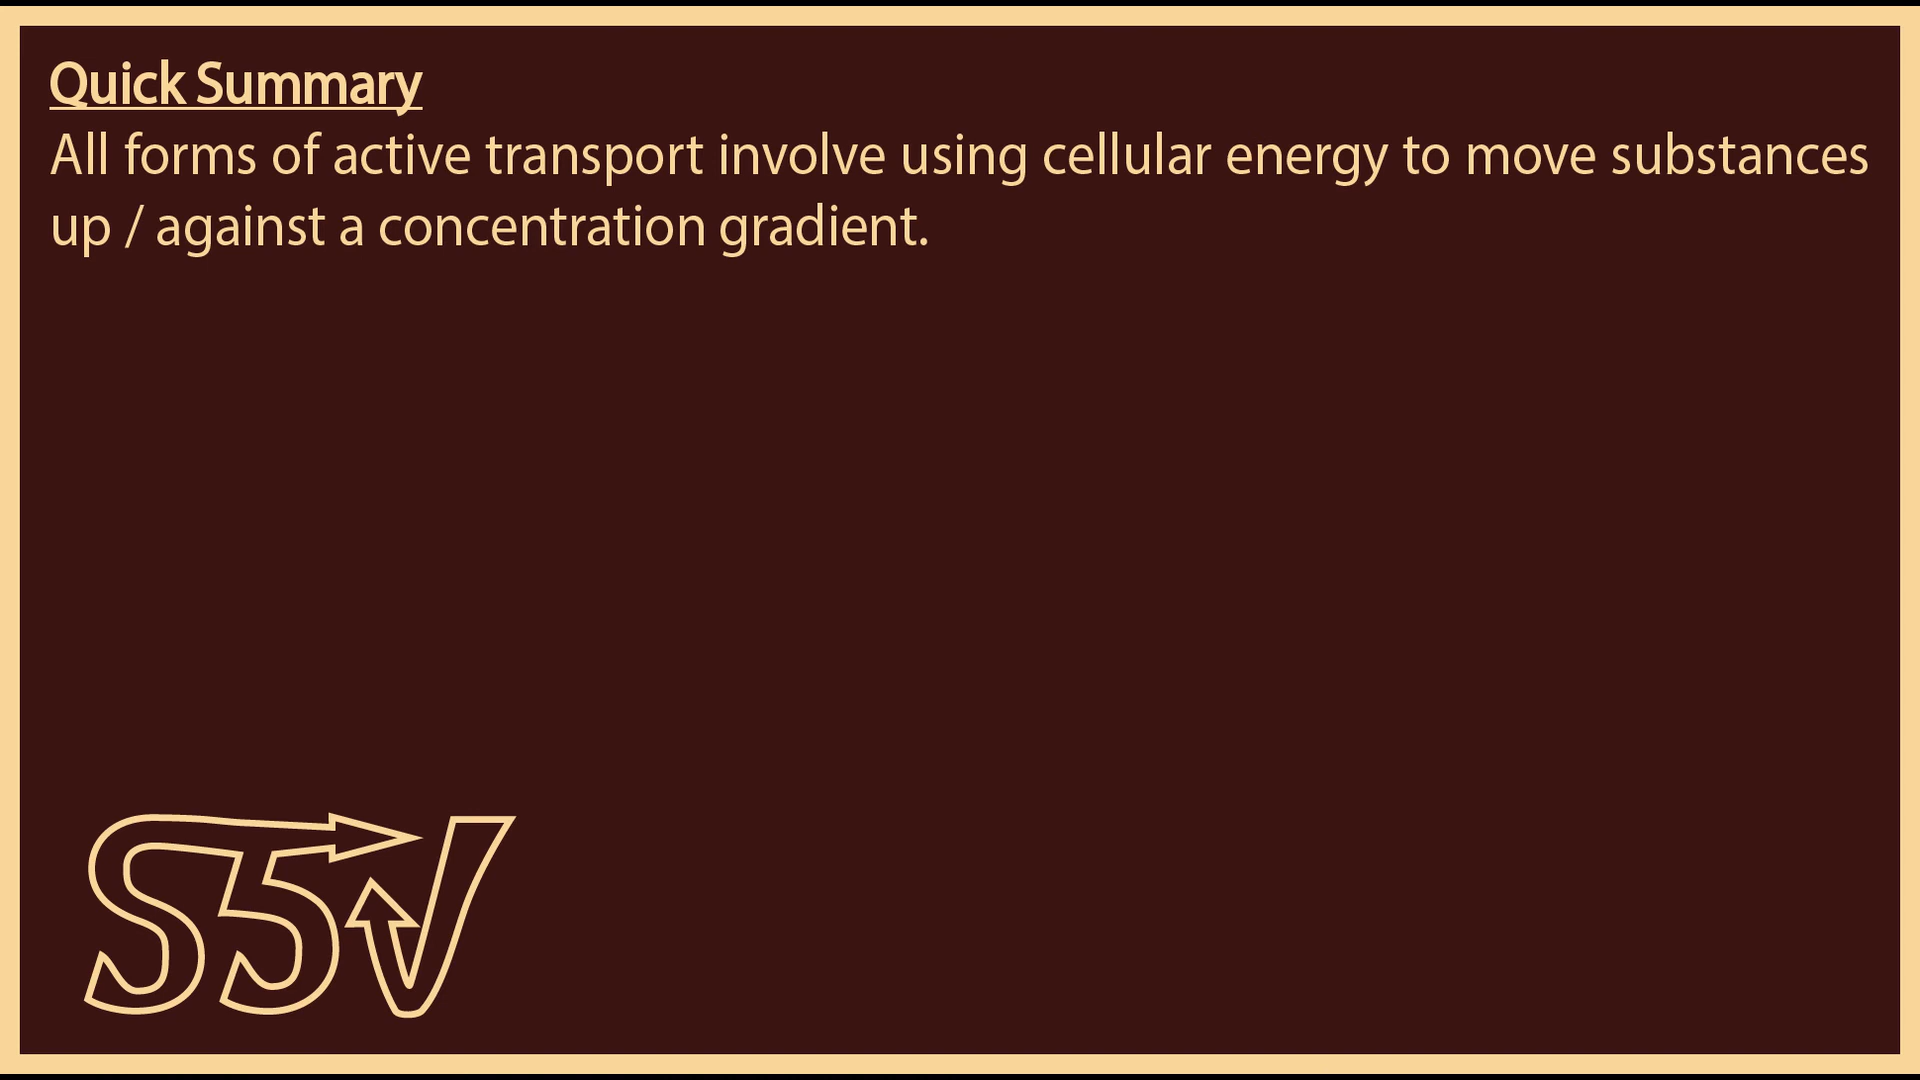 Quick Summary
All forms of active transport involve using cellular energy to move substances
up / against a concentration gradient.
S5V